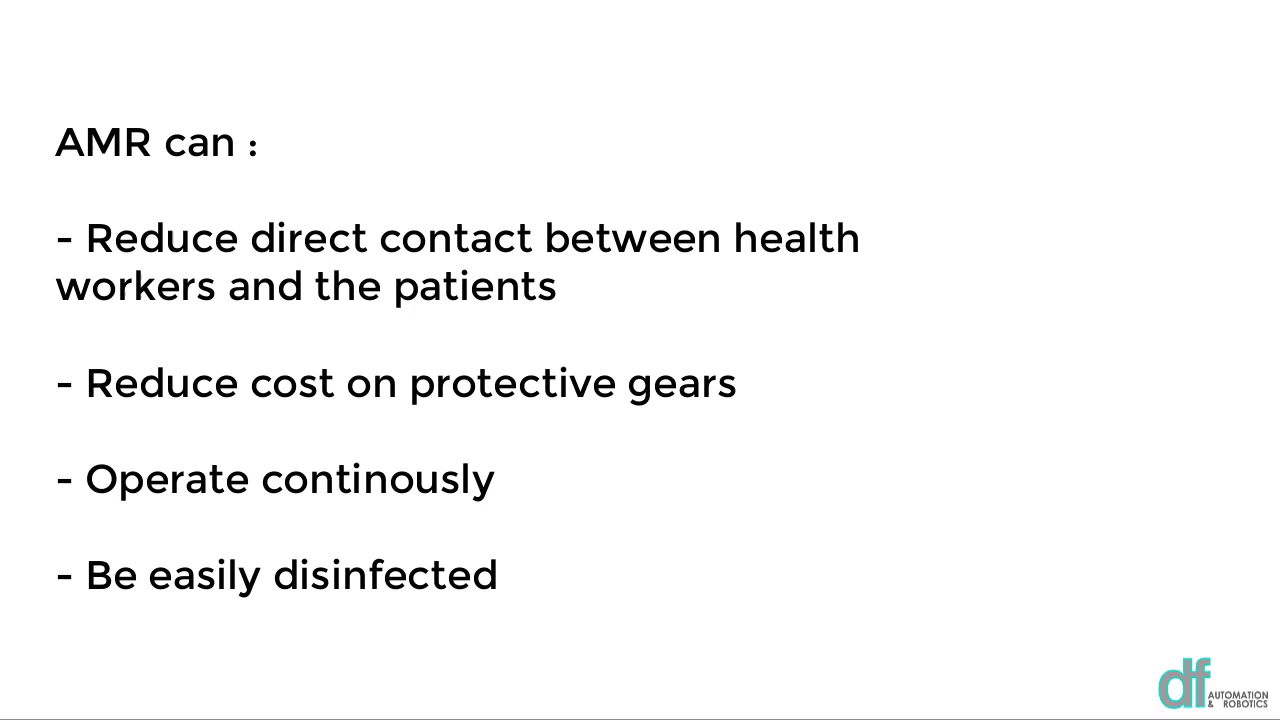 AMR can :
- Reduce direct contact between health
workers and the patients
- Reduce cost on protective gears
- Operate continously
- Be easily disinfected
df AUTOMATION
& ROBOTICS